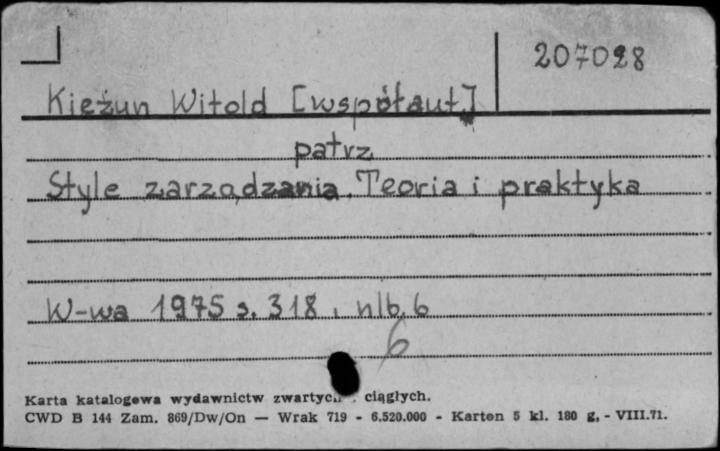 207028
Kieżun Witold [współaut.]
patrz
Style zarządzania. Teoria i praktyka
W-wa 1975 s. 318, nlb. 6
6
Karta katalogowa wydawnictw zwartych ciągłych.
CWD B 144 Zam. 869/Dw/On — Wrak 719 - 6.520.000 - Karton 5 kl. 180 g. - VIII.71.